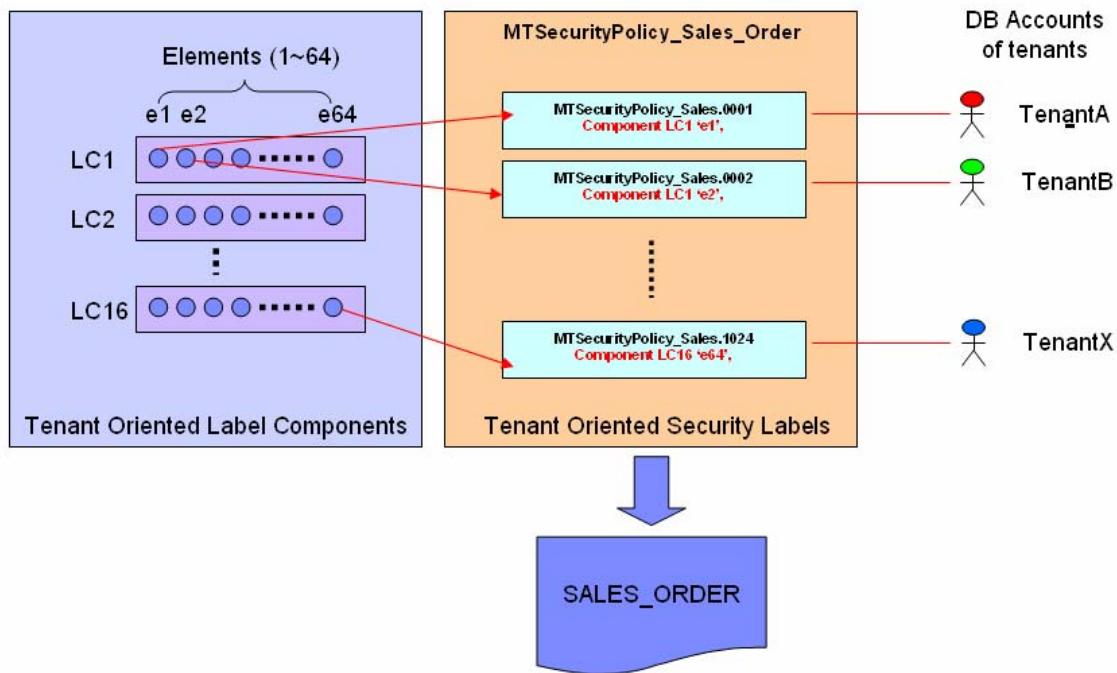 Elements (1~64)
e1 e2 e64
LC1
LC2
LC16
Tenant Oriented Label Components
MTSecurityPolicy_Sales_Order
MTSecurityPolicy_Sales.0001
Component LC1 ‘e1’,
MTSecurityPolicy_Sales.0002
Component LC1 ‘e2’,
MTSecurityPolicy_Sales.1024
Component LC16 ‘e64’,
Tenant Oriented Security Labels
DB Accounts
of tenants
TenantA
TenantB
TenantX
SALES_ORDER